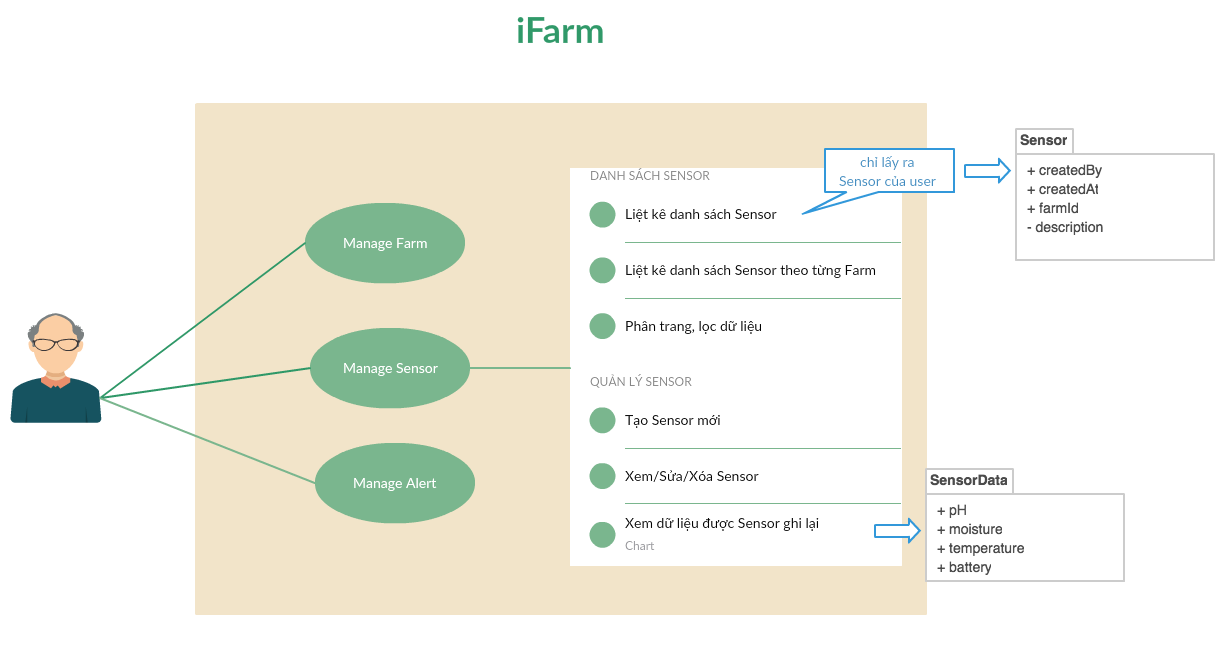 iFarm
Manage Farm
Manage Sensor
Manage Alert
DANH SÁCH SENSOR
chỉ lấy ra
Sensor của user
Liệt kê danh sách Sensor
Liệt kê danh sách Sensor theo từng Farm
Phân trang, lọc dữ liệu
QUẢN LÝ SENSOR
Tạo Sensor mới
Xem/Sửa/Xóa Sensor
Xem dữ liệu được Sensor ghi lại
Chart
Sensor
+ createdBy
+ createdAt
+ farmId
- description
SensorData
+ pH
+ moisture
+ temperature
+ battery